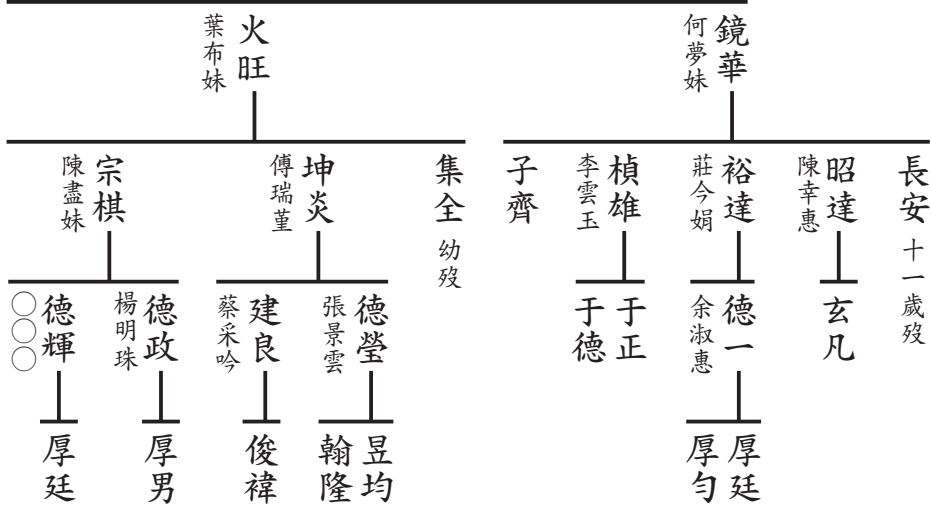 鏡華
何夢妹
火旺
葉布妹
長安 十一歲歿
昭達
陳幸惠
裕達
莊今娟
楨雄
李雲玉
子齊
集全 幼歿
坤炎
傅瑞菫
宗棋
陳盡妹
玄凡
德一
余淑惠
于正
于德
德瑩
張景雲
建良
蔡采吟
德政
楊明珠
德輝
○○○
厚廷
厚勻
昱均
翰隆
俊褘
厚男
厚廷